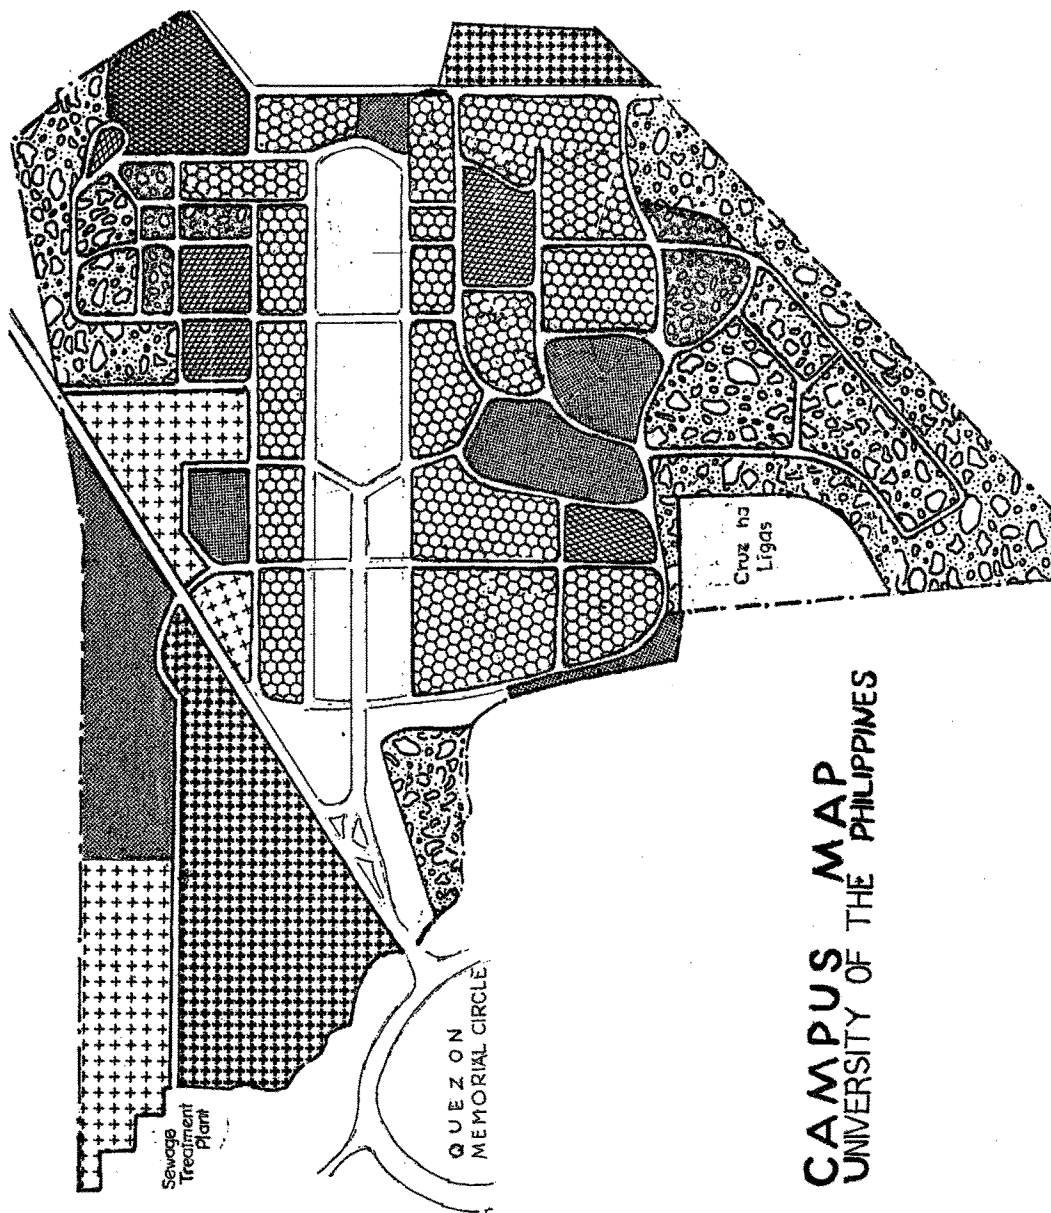 CAMPUS MAP
UNIVERSITY OF THE PHILIPPINES
QUEZON
MEMORIAL CIRCLE
Sewage
Treatment
Plant
Cruz na
Ligas